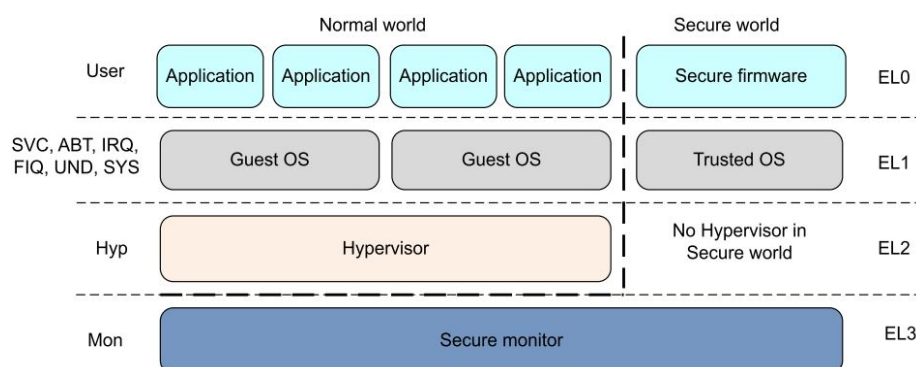 Normal world
Secure world
User
Application
Application
Application
Application
Secure firmware
EL0
SVC, ABT, IRQ,
FIQ, UND, SYS
Guest OS
Guest OS
Trusted OS
EL1
Hyp
Hypervisor
No Hypervisor in
Secure world
EL2
Mon
Secure monitor
EL3